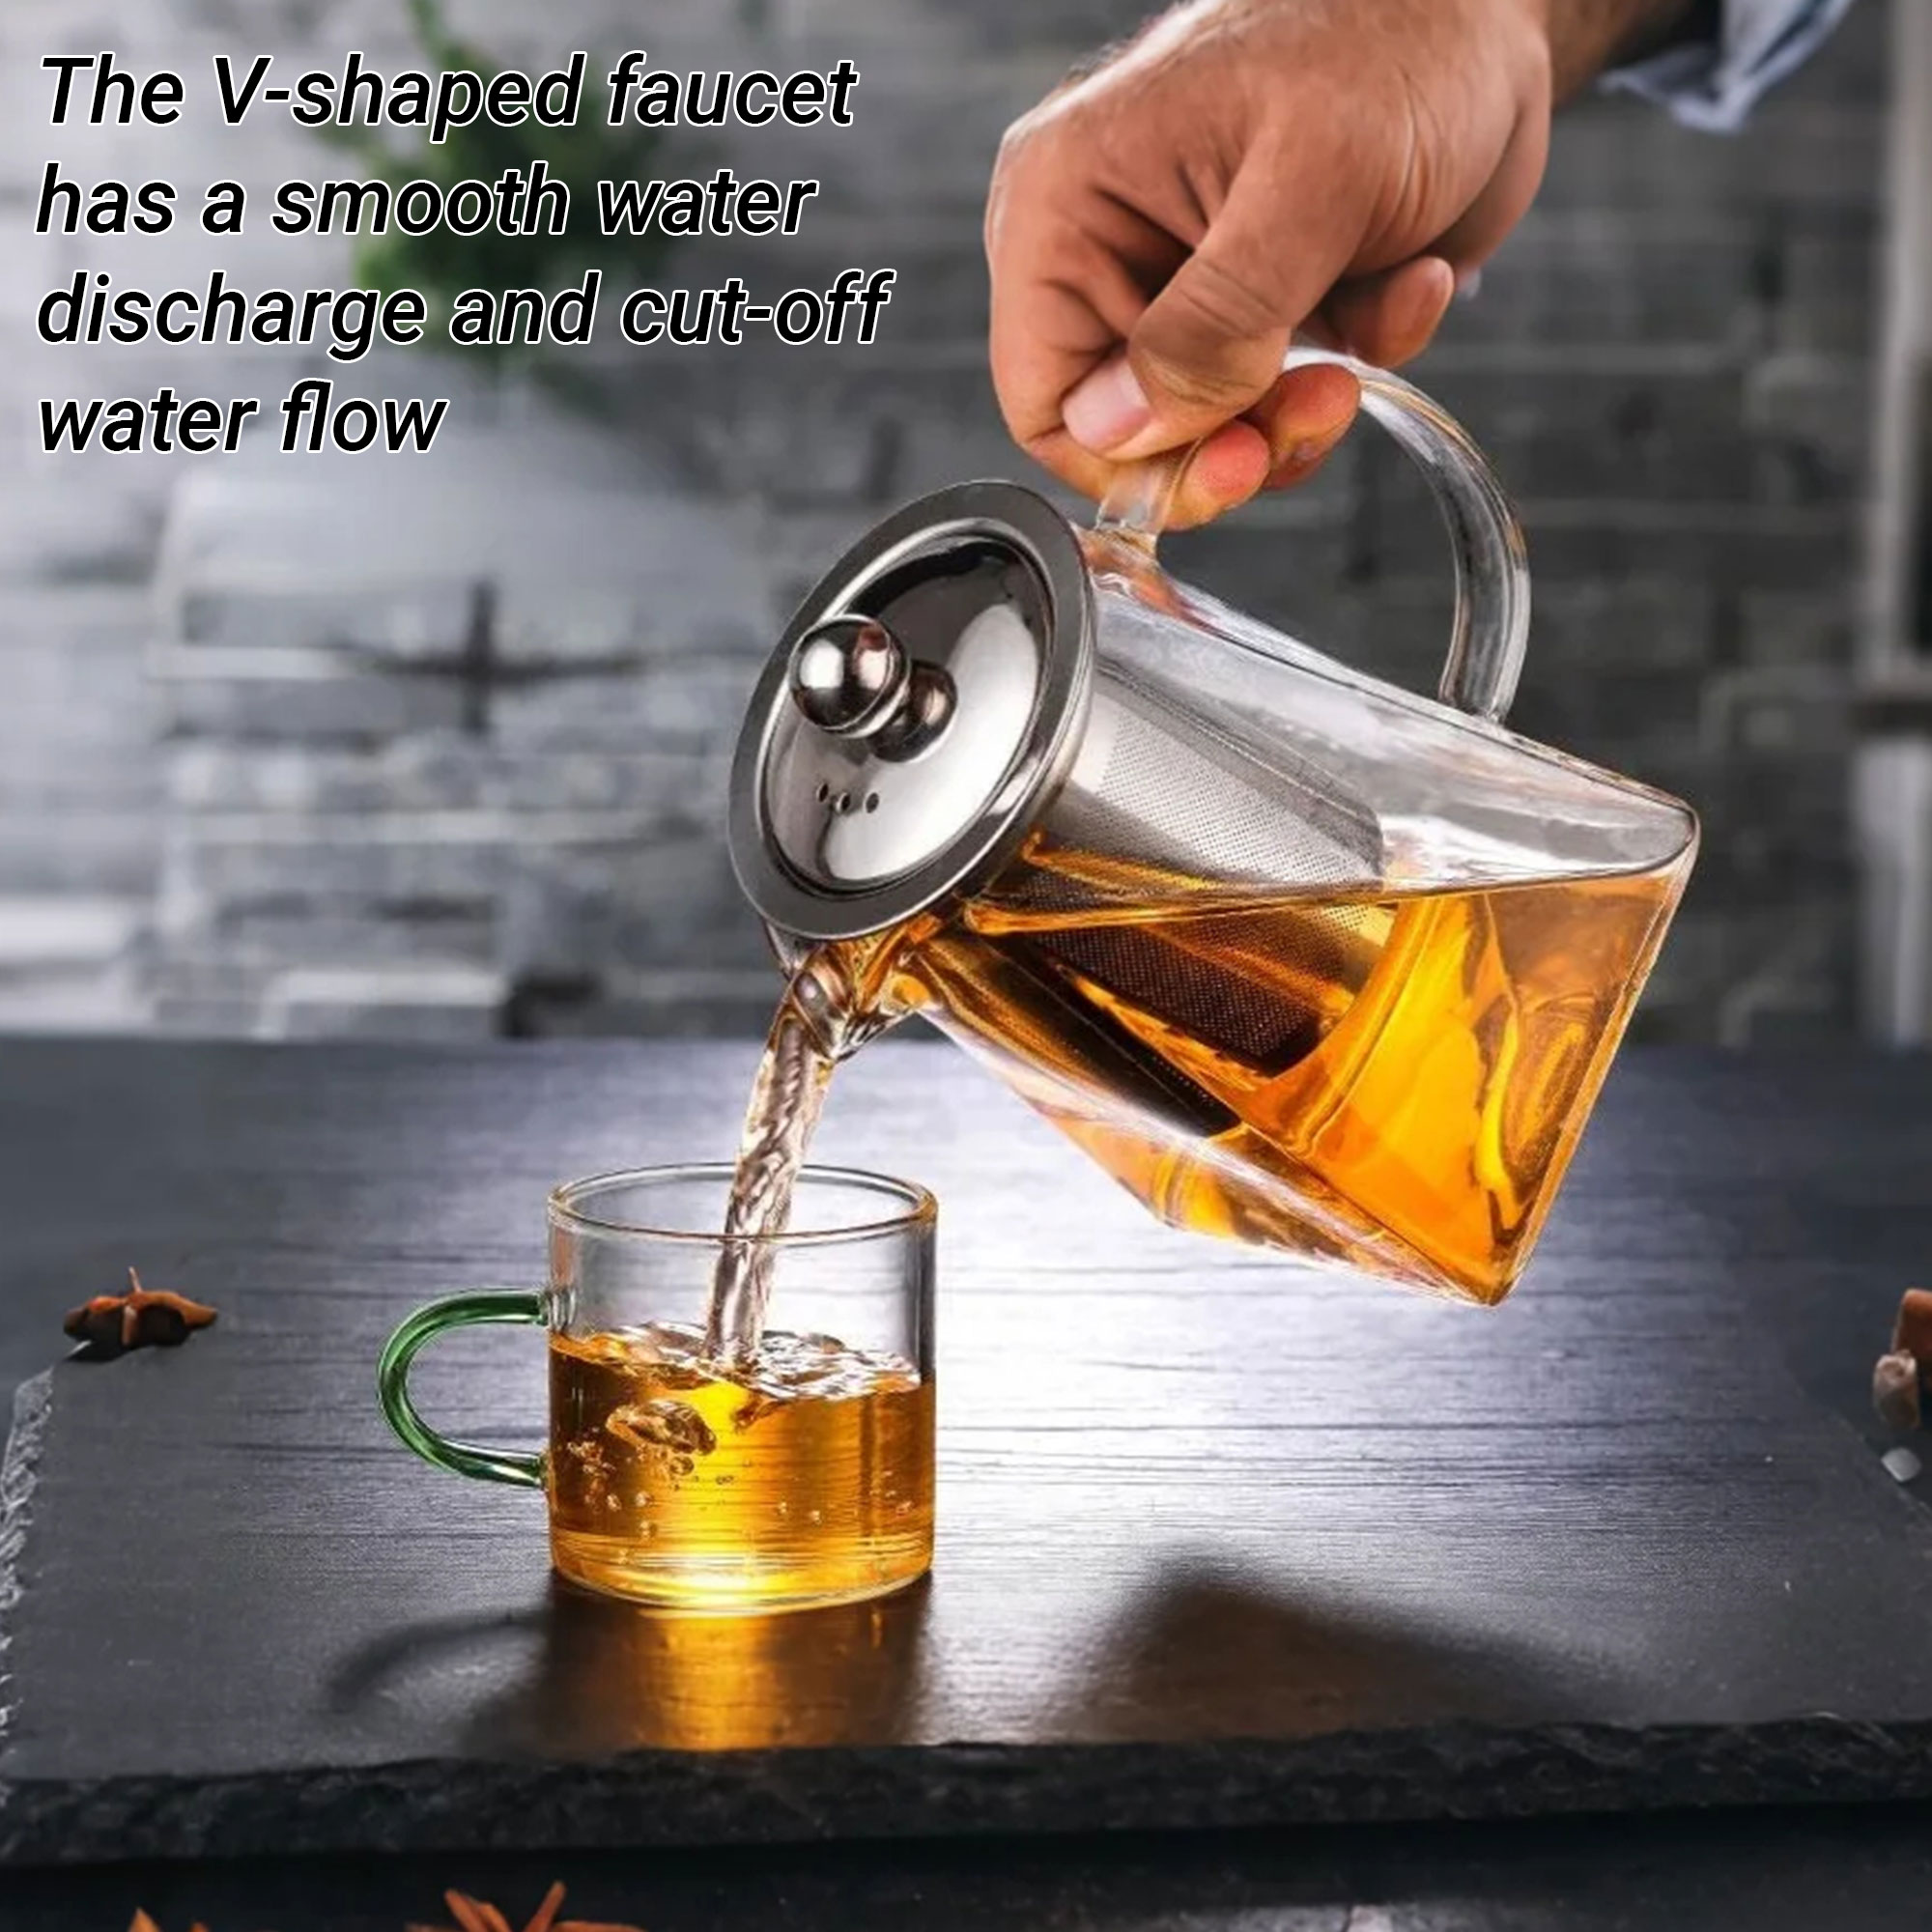 The V-shaped faucet
has a smooth water
discharge and cut-off
water flow